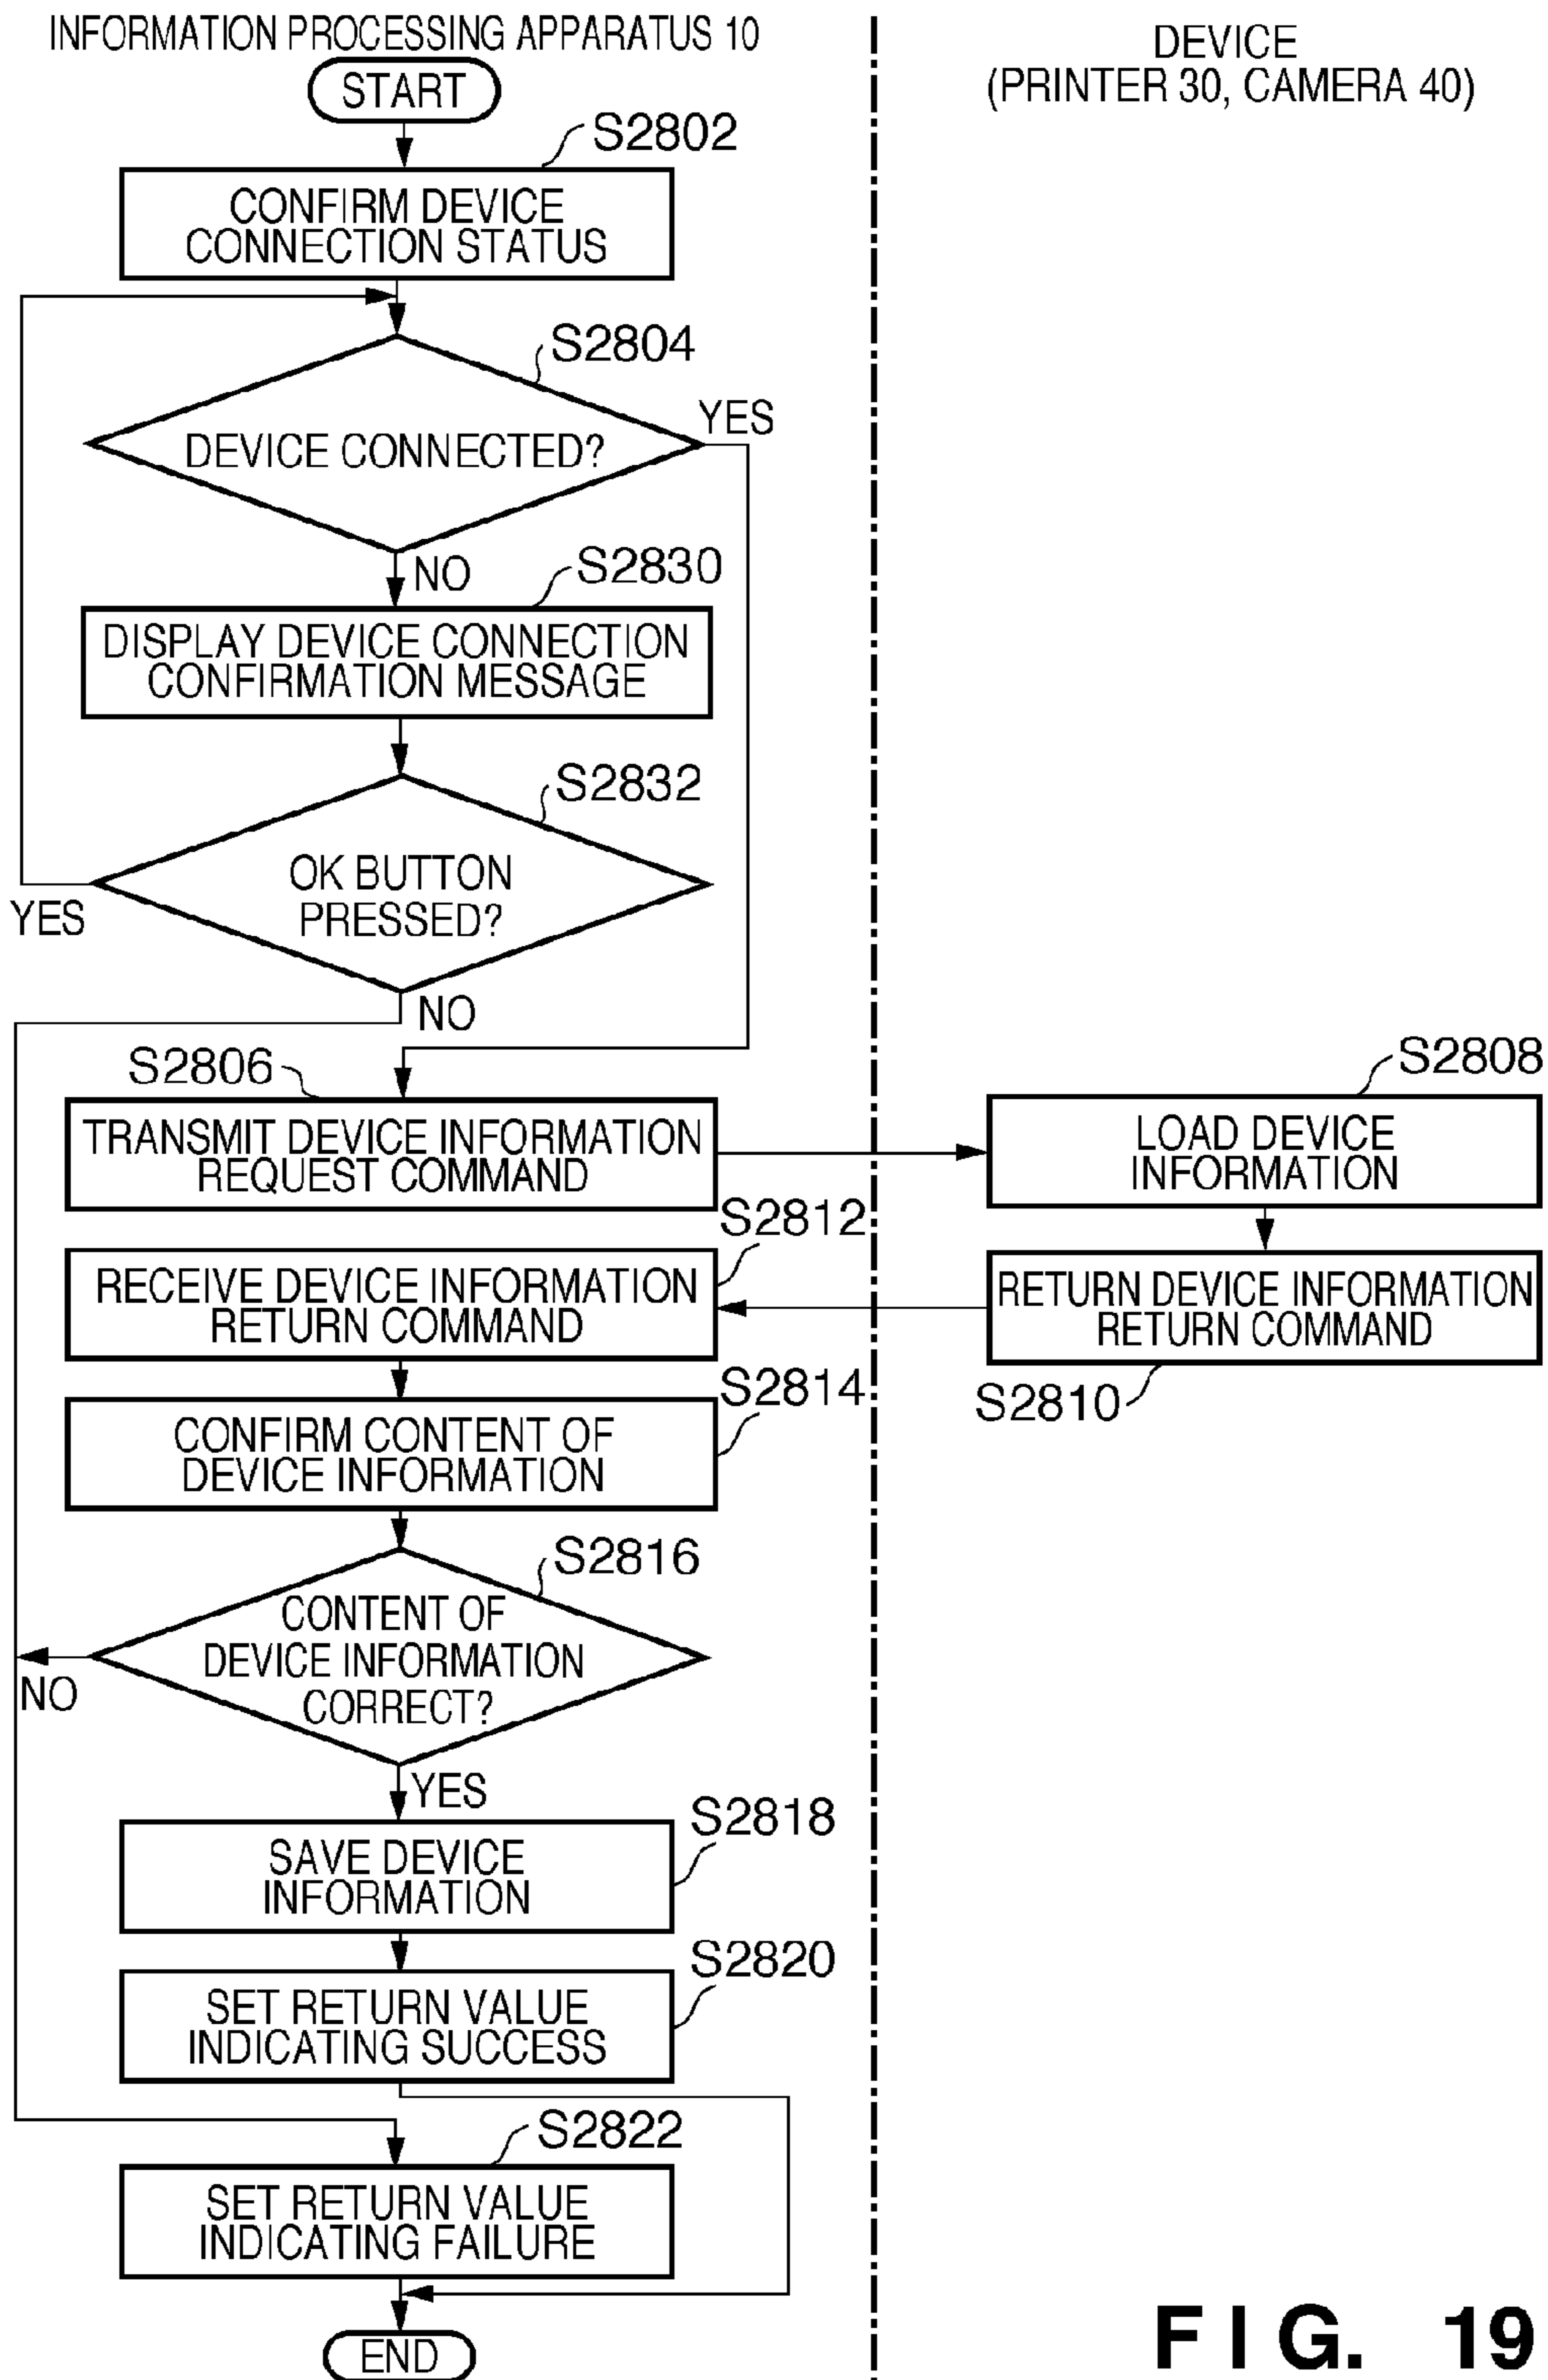 INFORMATION PROCESSING APPARATUS 10
DEVICE
(PRINTER 30, CAMERA 40)
START
S2802
CONFIRM DEVICE
CONNECTION STATUS
S2804
DEVICE CONNECTED?
YES
NO
S2830
DISPLAY DEVICE CONNECTION
CONFIRMATION MESSAGE
S2832
OK BUTTON
PRESSED?
YES
NO
S2806
TRANSMIT DEVICE INFORMATION
REQUEST COMMAND
S2808
LOAD DEVICE
INFORMATION
S2812
RECEIVE DEVICE INFORMATION
RETURN COMMAND
RETURN DEVICE INFORMATION
RETURN COMMAND
S2810
S2814
CONFIRM CONTENT OF
DEVICE INFORMATION
S2816
CONTENT OF
DEVICE INFORMATION
CORRECT?
NO
YES
S2818
SAVE DEVICE
INFORMATION
S2820
SET RETURN VALUE
INDICATING SUCCESS
S2822
SET RETURN VALUE
INDICATING FAILURE
END
FIG. 19